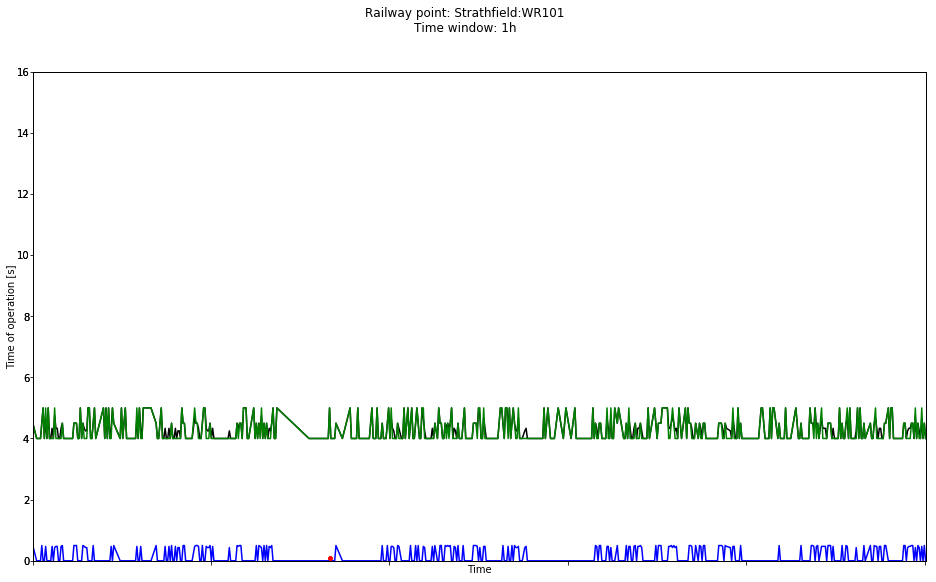 Railway point: Strathfield:WR101
Time window: 1h
16
14
12
10
8
6
4
2
0
Time of operation [s]
Time